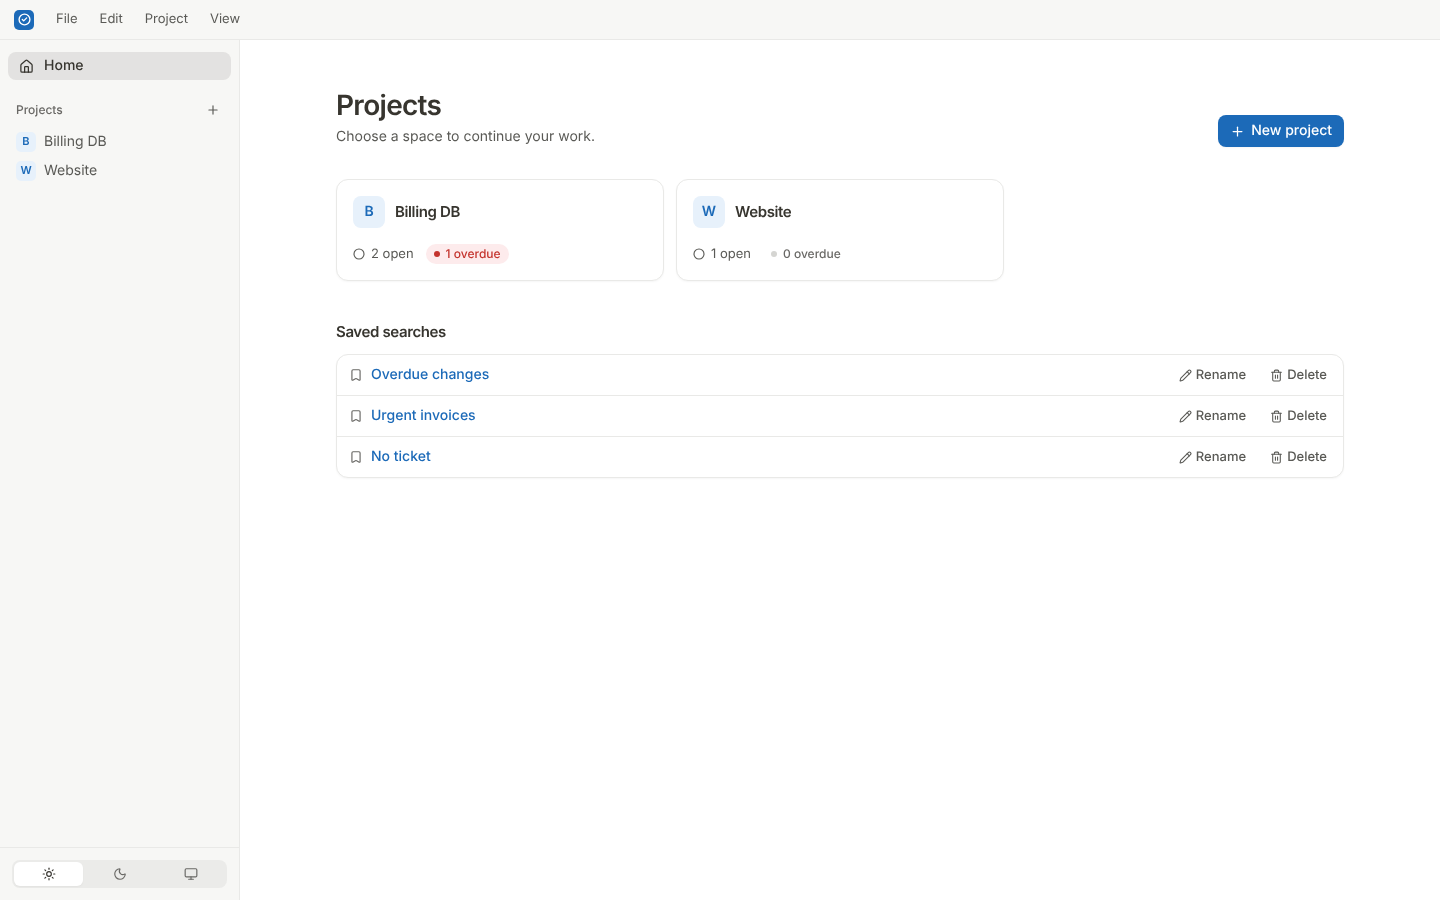 File Edit Project View
Home
Projects
B Billing DB
W Website
Projects
Choose a space to continue your work.
New project
B Billing DB
2 open 1 overdue
W Website
1 open 0 overdue
Saved searches
Overdue changes Rename Delete
Urgent invoices Rename Delete
No ticket Rename Delete